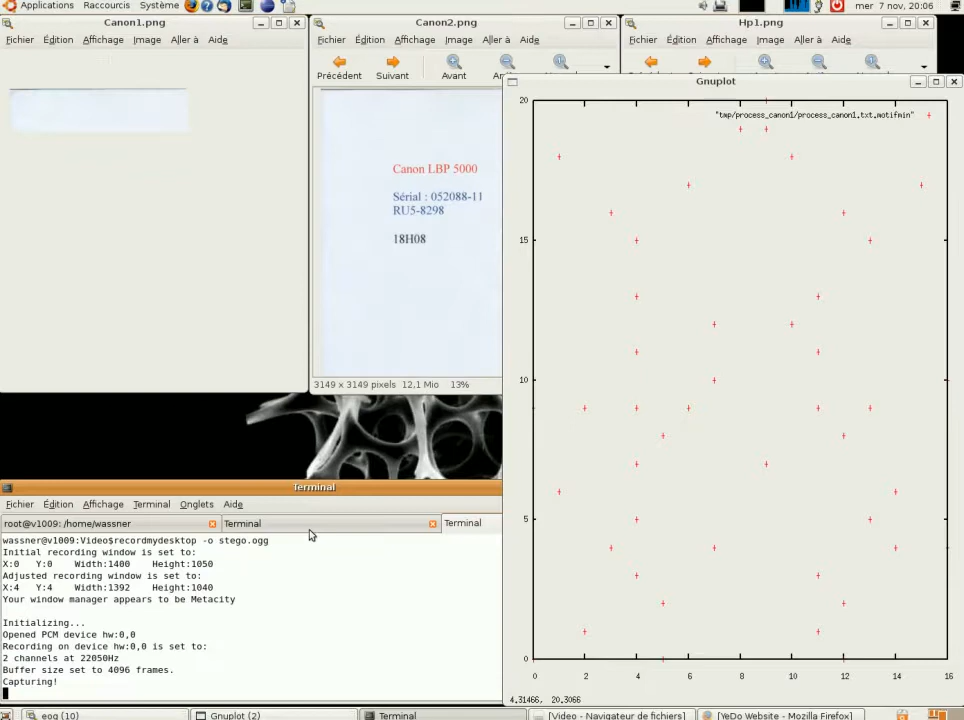 Applications Raccourcis Système mer 7 nov, 20:06
Canon1.png
Fichier Édition Affichage Image Aller à Aide
Canon2.png
Fichier Édition Affichage Image Aller à Aide
Précédent Suivant Avant
Canon LBP 5000
Sérial : 052088-11
RU5-8298
18H08
3149 x 3149 pixels 12,1 Mio 13%
Hp1.png
Fichier Édition Affichage Image Aller à Aide
Gnuplot
"tmp/process_canon1/process_canon1.txt.motifmin"
20
15
10
5
0
0 2 4 6 8 10 12 14 16
4.31466, 20.3066
Terminal
Fichier Édition Affichage Terminal Onglets Aide
root@v1009: /home/wassner Terminal Terminal
wassner@v1009:Video$recordmydesktop -o stego.ogg
Initial recording window is set to:
X:0 Y:0 Width:1400 Height:1050
Adjusted recording window is set to:
X:4 Y:4 Width:1392 Height:1040
Your window manager appears to be Metacity
Initializing...
Opened PCM device hw:0,0
Recording on device hw:0,0 is set to:
2 channels at 22050Hz
Buffer size set to 4096 frames.
Capturing!
eog (10) Gnuplot (2) Terminal [Video - Navigateur de fichiers] [YeDo Website - Mozilla Firefox]